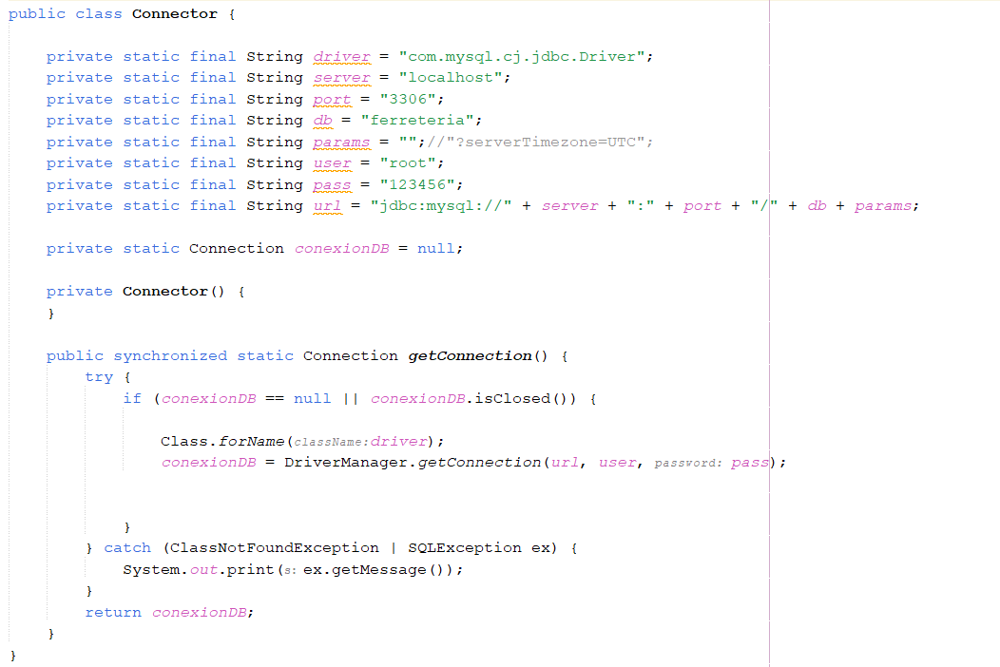 public class Connector {
private static final String driver = "com.mysql.cj.jdbc.Driver";
private static final String server = "localhost";
private static final String port = "3306";
private static final String db = "ferreteria";
private static final String params = "";//"?serverTimezone=UTC";
private static final String user = "root";
private static final String pass = "123456";
private static final String url = "jdbc:mysql://" + server + ":" + port + "/" + db + params;
private static Connection conexionDB = null;
private Connector() {
}
public synchronized static Connection getConnection() {
try {
if (conexionDB == null || conexionDB.isClosed()) {
Class.forName(className:driver);
conexionDB = DriverManager.getConnection(url, user, password: pass);
}
} catch (ClassNotFoundException | SQLException ex) {
System.out.print(s: ex.getMessage());
}
return conexionDB;
}
}